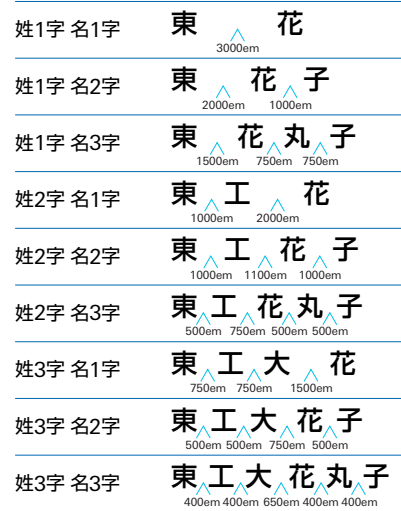 姓1字 名1字 東 花
3000em
姓1字 名2字 東 花 子
2000em 1000em
姓1字 名3字 東 花 丸 子
1500em 750em 750em
姓2字 名1字 東 工 花
1000em 2000em
姓2字 名2字 東 工 花 子
1000em 1100em 1000em
姓2字 名3字 東 工 花 丸 子
500em 750em 500em 500em
姓3字 名1字 東 工 大 花
750em 750em 1500em
姓3字 名2字 東 工 大 花 子
500em 500em 750em 500em
姓3字 名3字 東 工 大 花 丸 子
400em 400em 650em 400em 400em